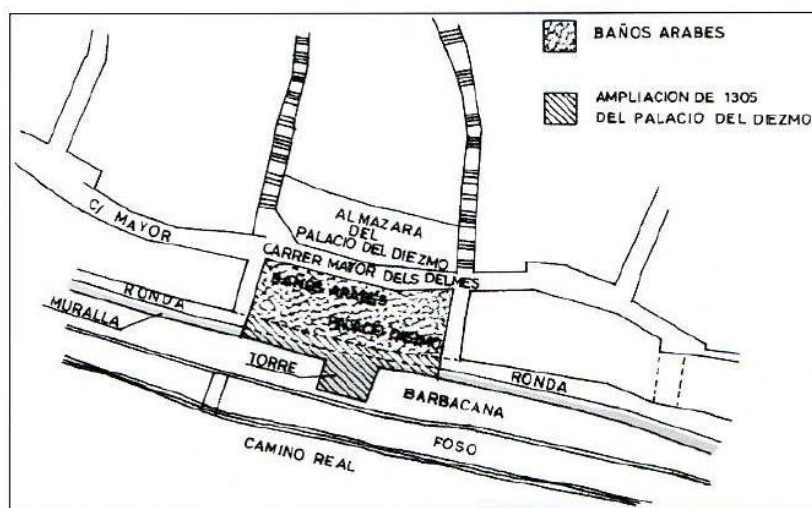 BAÑOS ARABES
AMPLIACION DE 1305
DEL PALACIO DEL DIEZMO
C/ MAYOR
ALMAZARA
DEL
PALACIO DEL DIEZMO
CARRER MAYOR DELS DELMES
BAÑOS ARABES
PALACIO DIEZMO
RONDA
MURALLA
TORRE
RONDA
BARBACANA
FOSO
CAMINO REAL